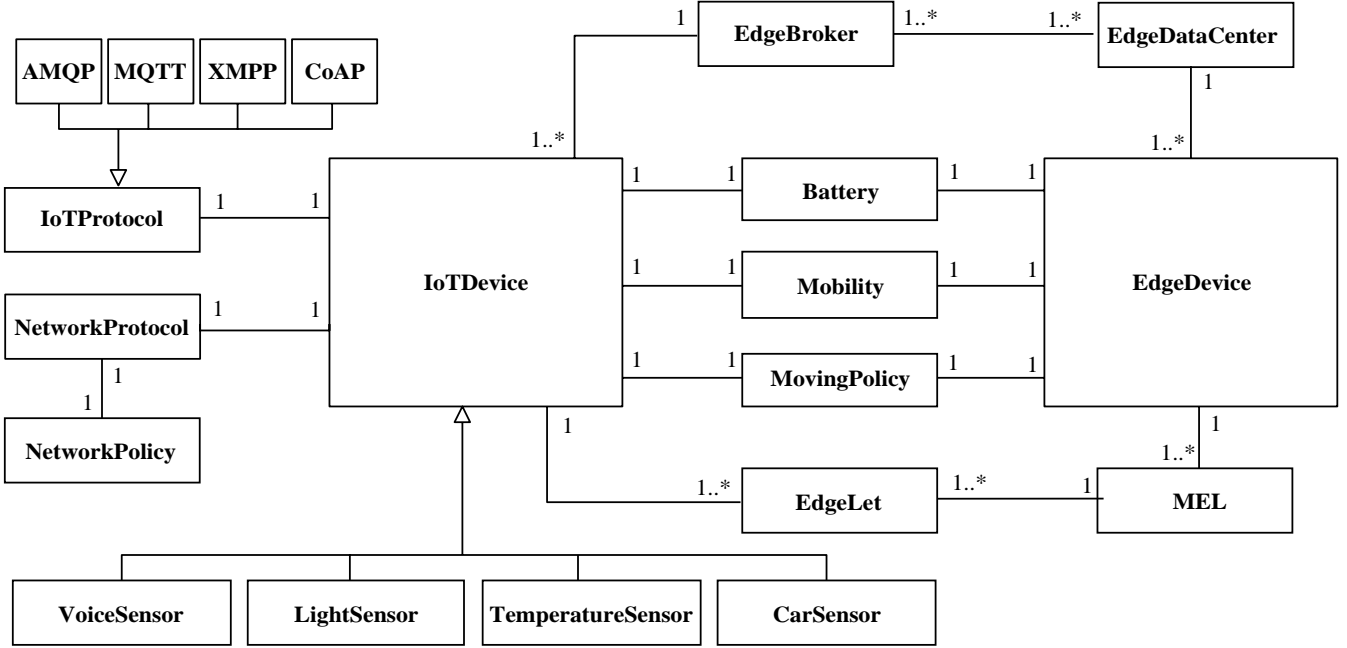 1
EdgeBroker
1..*
1..*
EdgeDataCenter
AMQP
MQTT
XMPP
CoAP
1
1..*
1..*
IoTProtocol
1
1
IoTDevice
1
1
Battery
1
1
EdgeDevice
1
1
Mobility
1
1
NetworkProtocol
1
1
1
1
MovingPolicy
1
1
1
1
NetworkPolicy
1
1..*
EdgeLet
1..*
1
MEL
1
1..*
VoiceSensor
LightSensor
TemperatureSensor
CarSensor